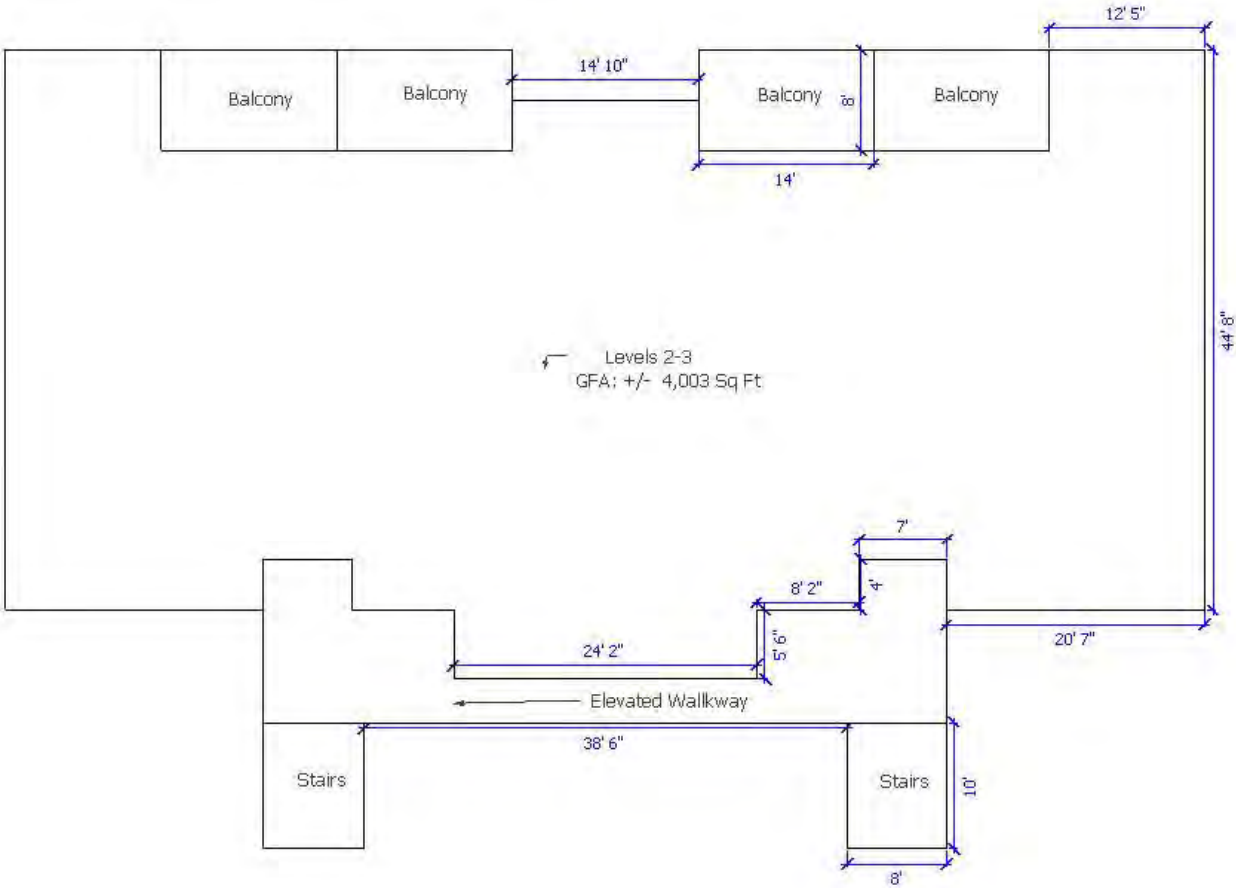 12' 5"
14' 10"
Balcony
Balcony
Balcony
8'
Balcony
14'
44' 8"
Levels 2-3
GFA: +/- 4,003 Sq Ft
7'
8' 2"
4'
24' 2"
5' 6"
20' 7"
Elevated Wallkway
38' 6"
Stairs
Stairs
10'
8'